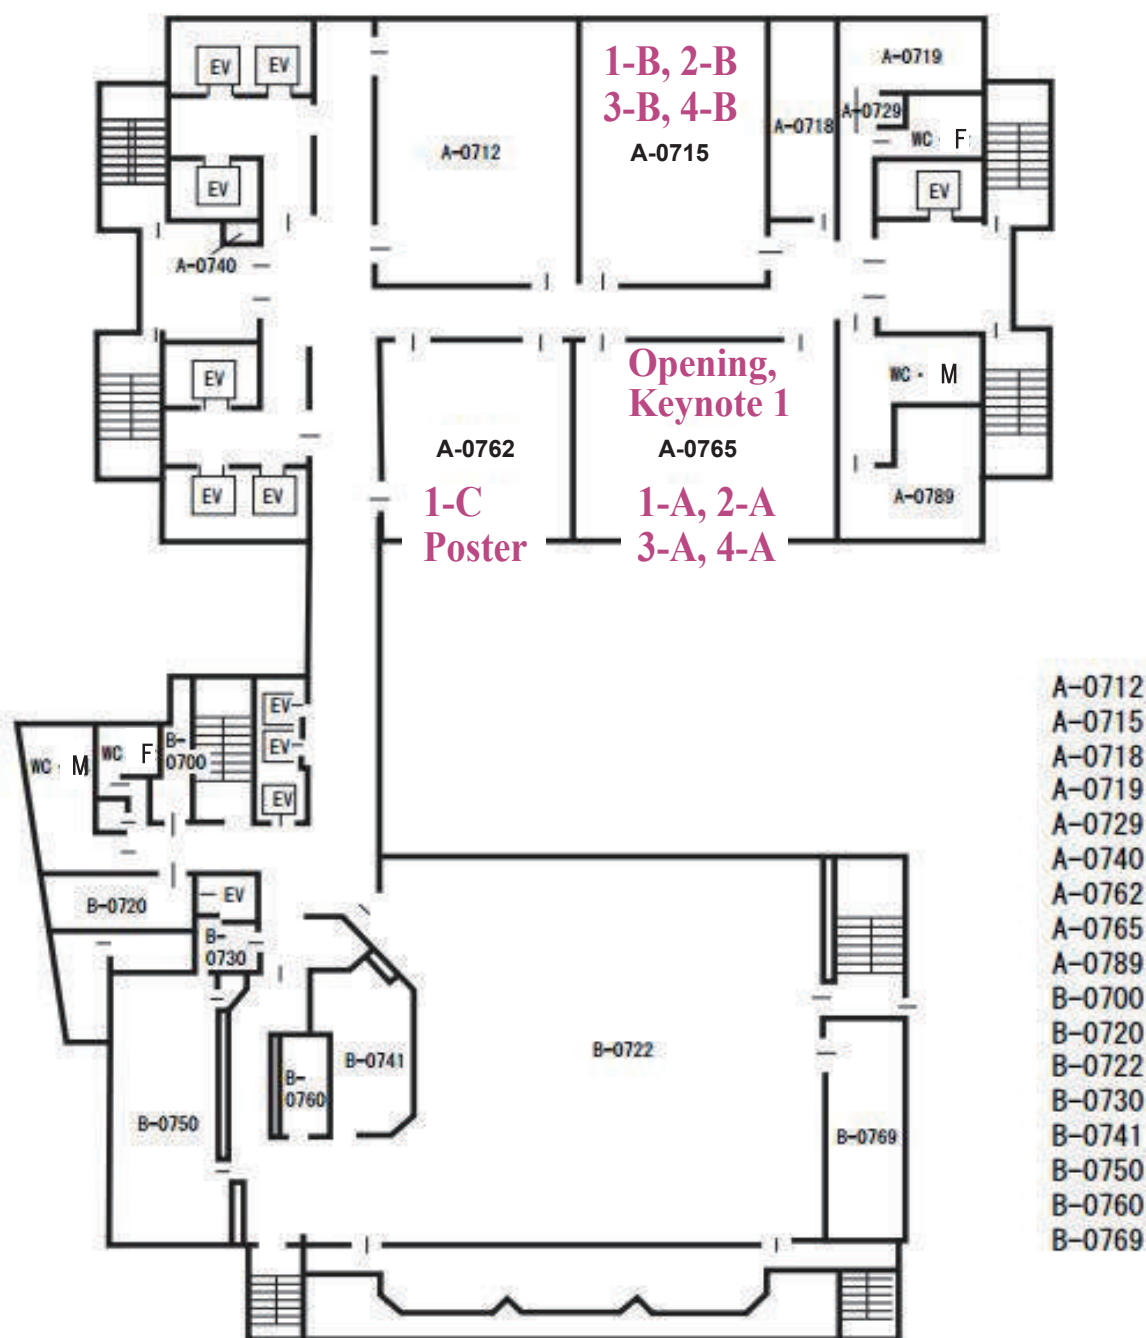 EV
EV
1-B, 2-B
3-B, 4-B
A-0719
A-0712
A-0715
A-0718
A-0729
WC・ F
EV
EV
A-0740
Opening,
Keynote 1
EV
WC・ M
A-0762
A-0765
EV
EV
1-C
Poster
1-A, 2-A
3-A, 4-A
A-0789
EV
EV
EV
WC・ M
WC F
B-
0700
B-0720
EV
B-
0730
B-0741
B-0722
B-
0760
B-0750
B-0769
A-0712
A-0715
A-0718
A-0719
A-0729
A-0740
A-0762
A-0765
A-0789
B-0700
B-0720
B-0722
B-0730
B-0741
B-0750
B-0760
B-0769